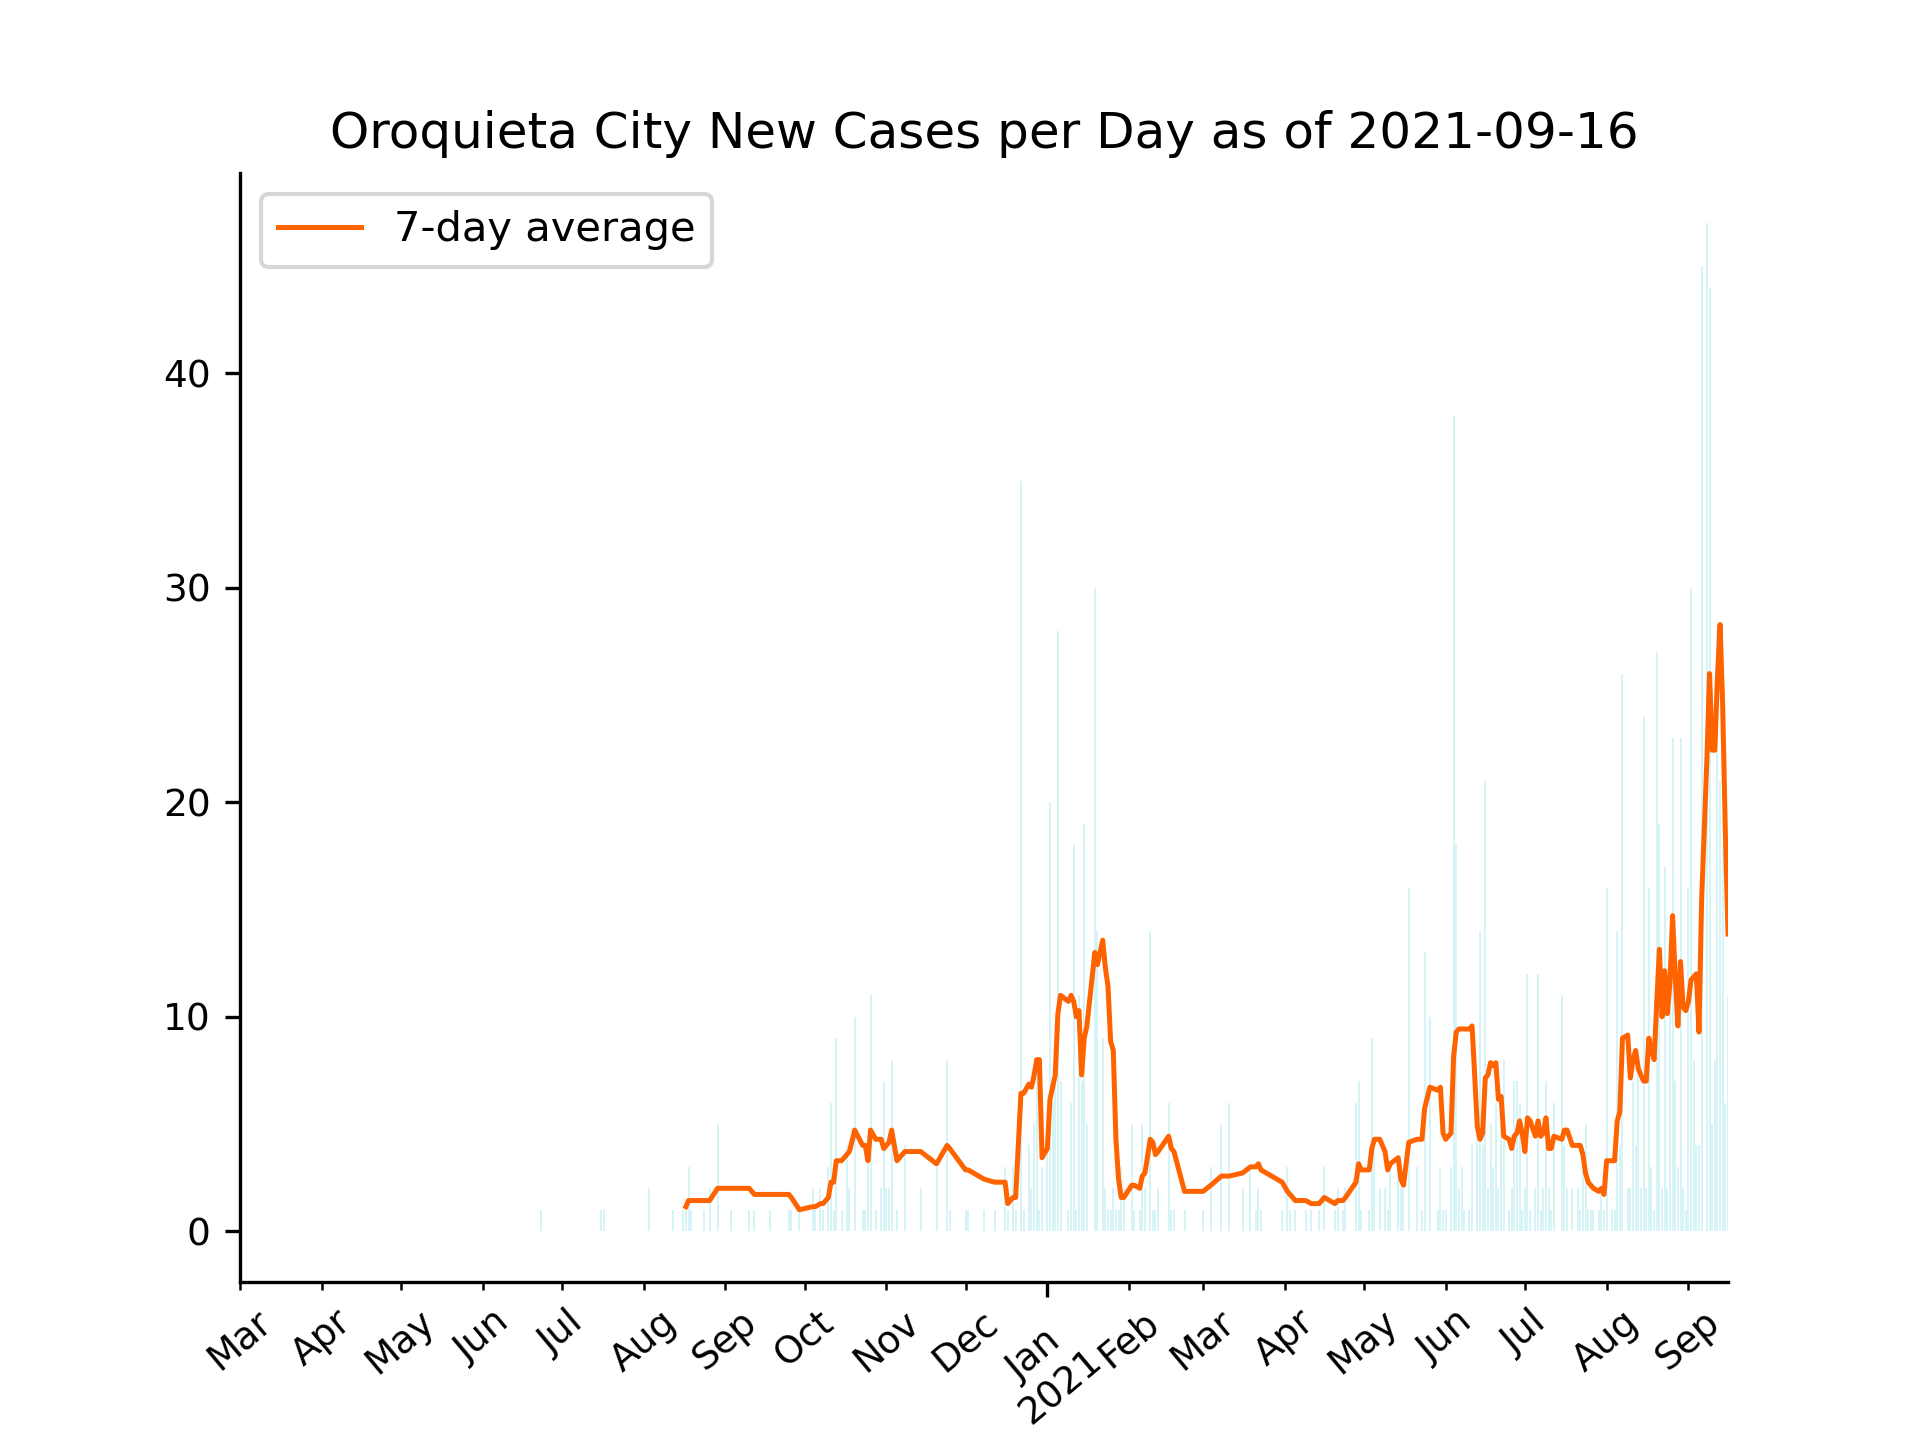 Oroquieta City New Cases per Day as of 2021-09-16
7-day average
40
30
20
10
0
Mar Apr May Jun Jul Aug Sep Oct Nov Dec Jan Feb Mar Apr May Jun Jul Aug Sep
2021